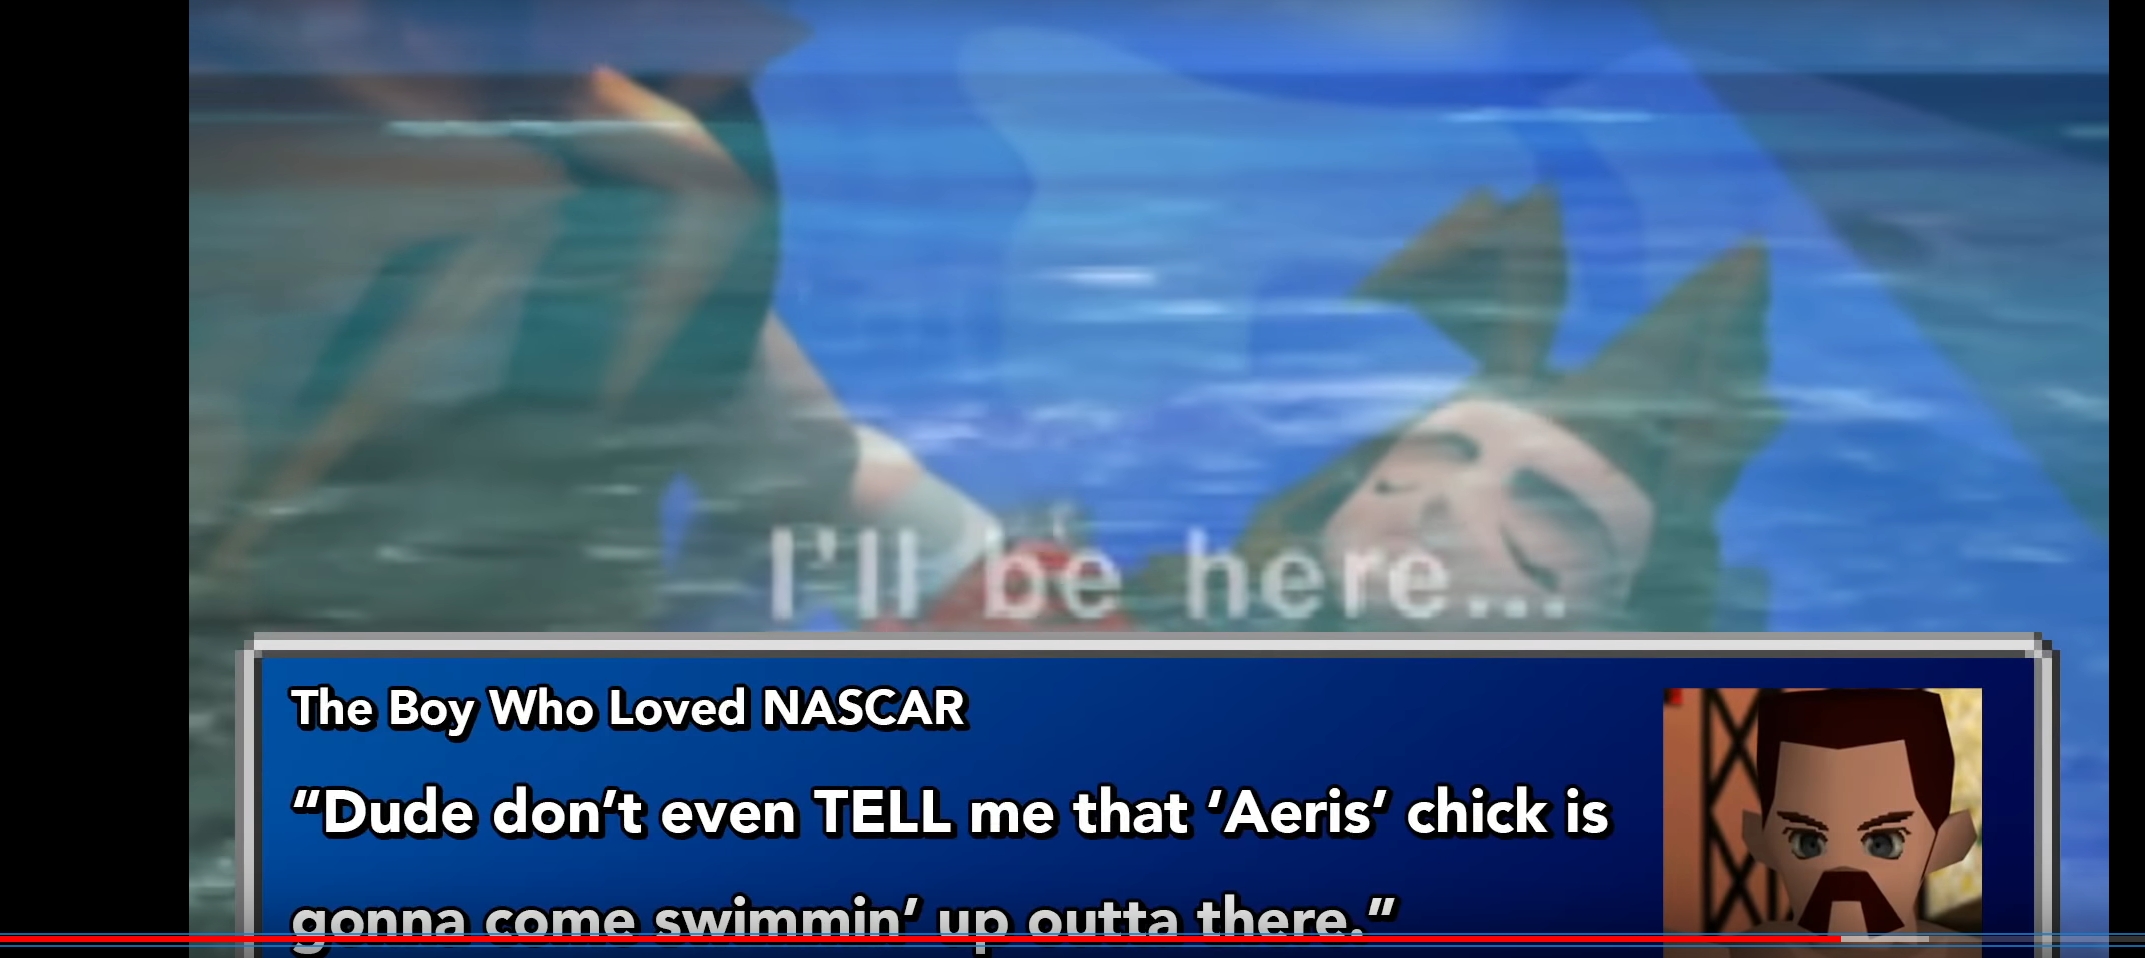 I'll be here...
The Boy Who Loved NASCAR
“Dude don’t even TELL me that ‘Aeris’ chick is
gonna come swimmin’ up outta there.”